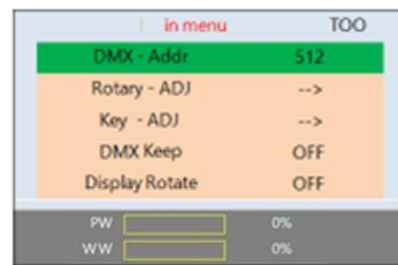 in menu TOO
DMX - Addr 512
Rotary - ADJ -->
Key - ADJ -->
DMX Keep OFF
Display Rotate OFF
PW 0%
WW 0%